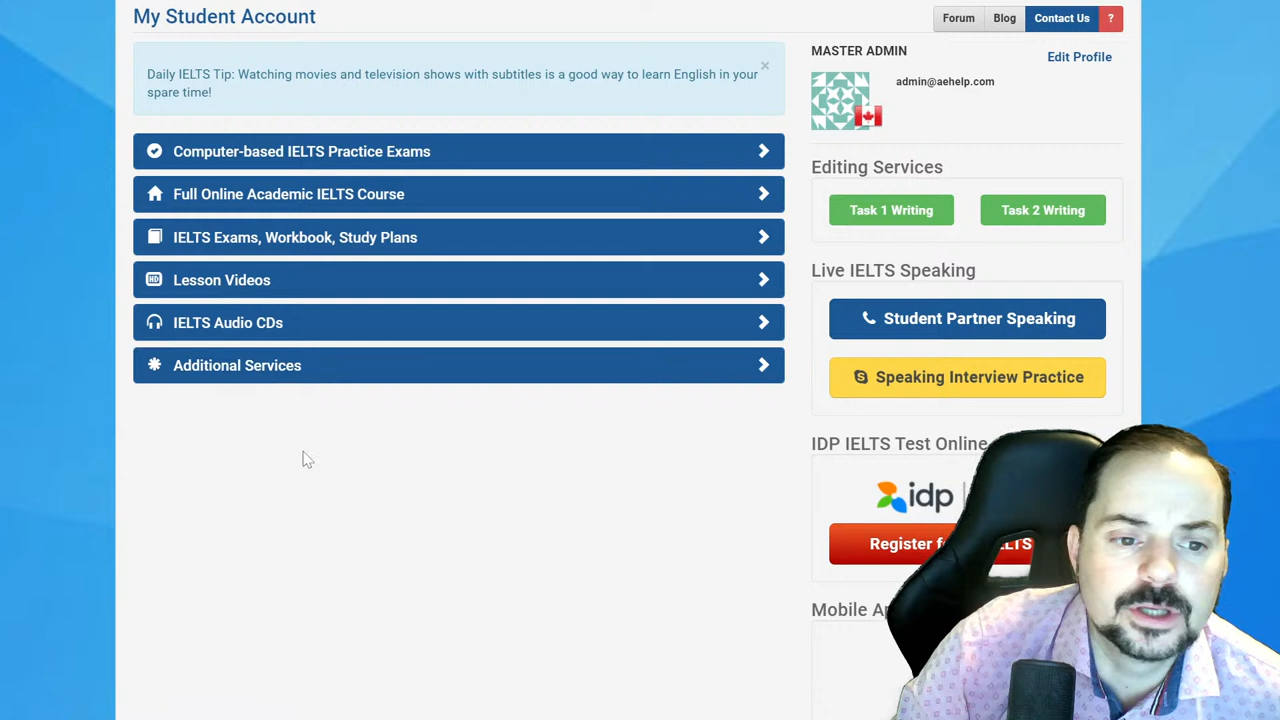 My Student Account
Forum
Blog
Contact Us
?
Daily IELTS Tip: Watching movies and television shows with subtitles is a good way to learn English in your
spare time!
×
Computer-based IELTS Practice Exams
Full Online Academic IELTS Course
IELTS Exams, Workbook, Study Plans
HD
Lesson Videos
IELTS Audio CDs
Additional Services
MASTER ADMIN
Edit Profile
admin@aehelp.com
Editing Services
Task 1 Writing
Task 2 Writing
Live IELTS Speaking
Student Partner Speaking
Speaking Interview Practice
IDP IELTS Test Online
idp
Register
Mobile